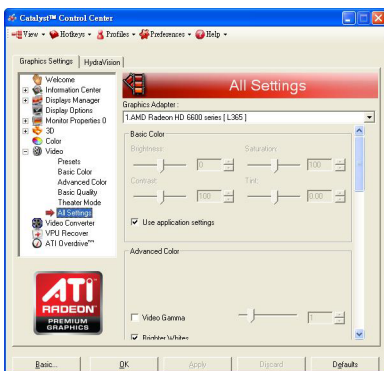 Catalyst™ Control Center
View Hotkeys Profiles Preferences Help
Graphics Settings HydraVision
Welcome
Information Center
Displays Manager
Display Options
Monitor Properties 0
3D
Color
Video
Presets
Basic Color
Advanced Color
Basic Quality
Theater Mode
All Settings
Video Converter
VPU Recover
ATI Overdrive™
ATI
RADEON
PREMIUM
GRAPHICS
All Settings
Graphics Adapter :
1.AMD Radeon HD 6600 series [ L365 ]
Basic Color
Brightness: Saturation:
0 100
Contrast: Tint:
100 0.00
Use application settings
Advanced Color
Video Gamma 1
Brighter Whites
Basic... OK Apply Discard Defaults